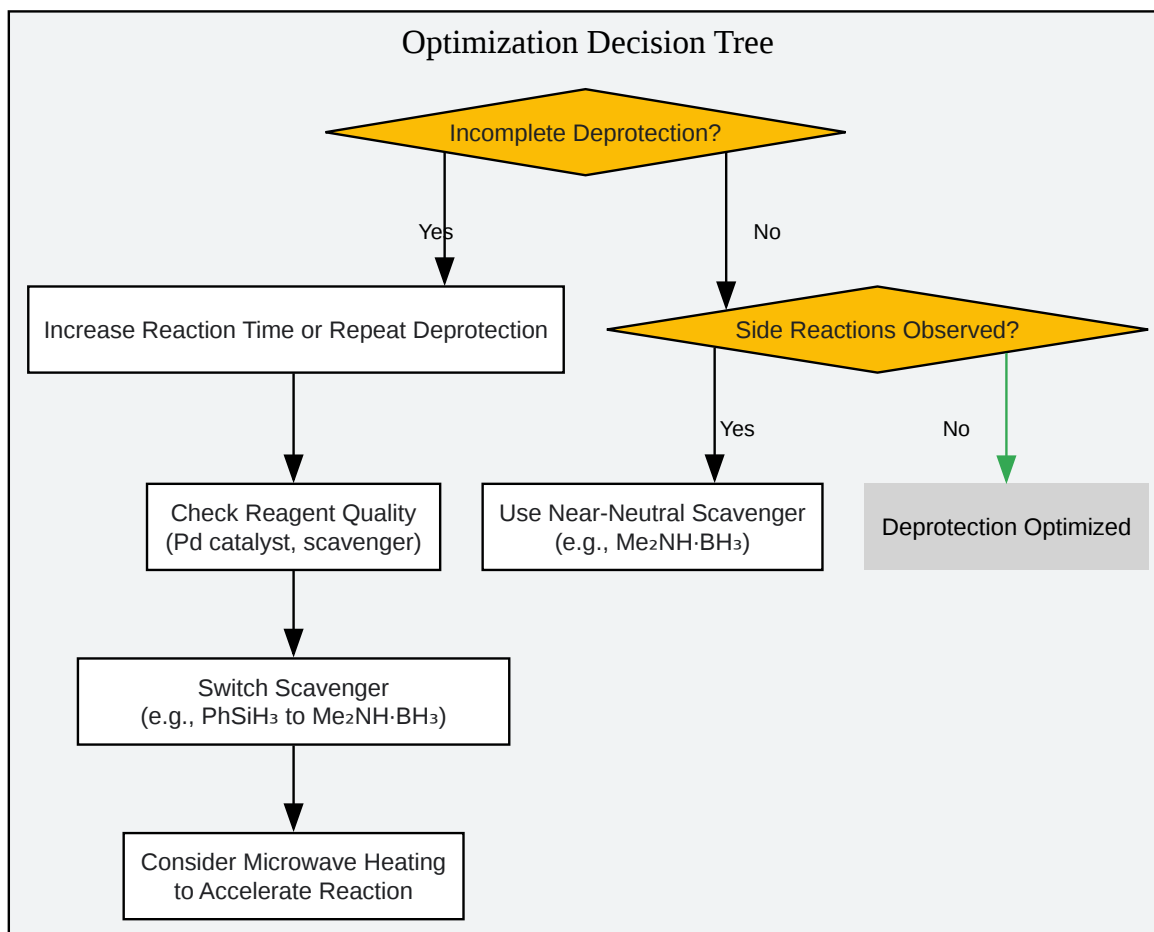 Optimization Decision Tree
Incomplete Deprotection?
Yes
No
Increase Reaction Time or Repeat Deprotection
Side Reactions Observed?
Yes
No
Check Reagent Quality
(Pd catalyst, scavenger)
Use Near-Neutral Scavenger
(e.g., Me₂NH·BH₃)
Deprotection Optimized
Switch Scavenger
(e.g., PhSiH₃ to Me₂NH·BH₃)
Consider Microwave Heating
to Accelerate Reaction